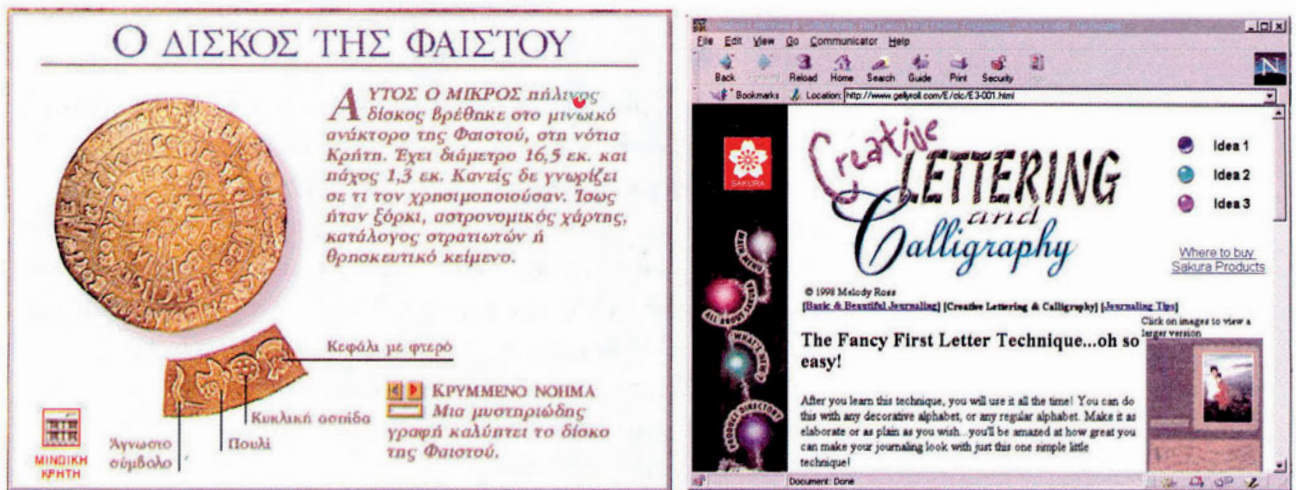 Ο ΔΙΣΚΟΣ ΤΗΣ ΦΑΙΣΤΟΥ
ΑΥΤΟΣ Ο ΜΙΚΡΟΣ πήλινος
δίσκος βρέθηκε στο μινωικό
ανάκτορο της Φαιστού, στη νότια
Κρήτη. Έχει διάμετρο 16,5 εκ. και
πάχος 1,3 εκ. Κανείς δε γνωρίζει
σε τι τον χρησιμοποιούσαν. Ίσως
ήταν ξόρκι, αστρονομικός χάρτης,
κατάλογος στρατιωτών ή
θρησκευτικό κείμενο.
Κεφάλι με φτερό
Κυκλική ασπίδα
Πουλί
Άγνωστο
σύμβολο
ΚΡΥΜΜΕΝΟ ΝΟΗΜΑ
Μια μυστηριώδης
γραφή καλύπτει το δίσκο
της Φαιστού.
ΜΙΝΩΙΚΗ
ΚΡΗΤΗ
File Edit View Go Communicator Help
Back Reload Home Search Guide Print Security
N
Bookmarks Location: http://www.gellyroll.com/E/clc/E3-001.html
SAKURA
Creative
LETTERING
and
Calligraphy
Idea 1
Idea 2
Idea 3
Where to buy
Sakura Products
MAIN MENU
ALL ABOUT SAKURA
WHAT'S NEW?
PRODUCT DIRECTORY
© 1998 Melody Ross
[Basic & Beautiful Journaling] [Creative Lettering & Calligraphy] [Journaling Tips]
Click on images to view a
larger version
The Fancy First Letter Technique...oh so
easy!
After you learn this technique, you will use it all the time! You can do
this with any decorative alphabet, or any regular alphabet. Make it as
elaborate or as plain as you wish...you'll be amazed at how great you
can make your journaling look with just this one simple little
technique!
Document: Done